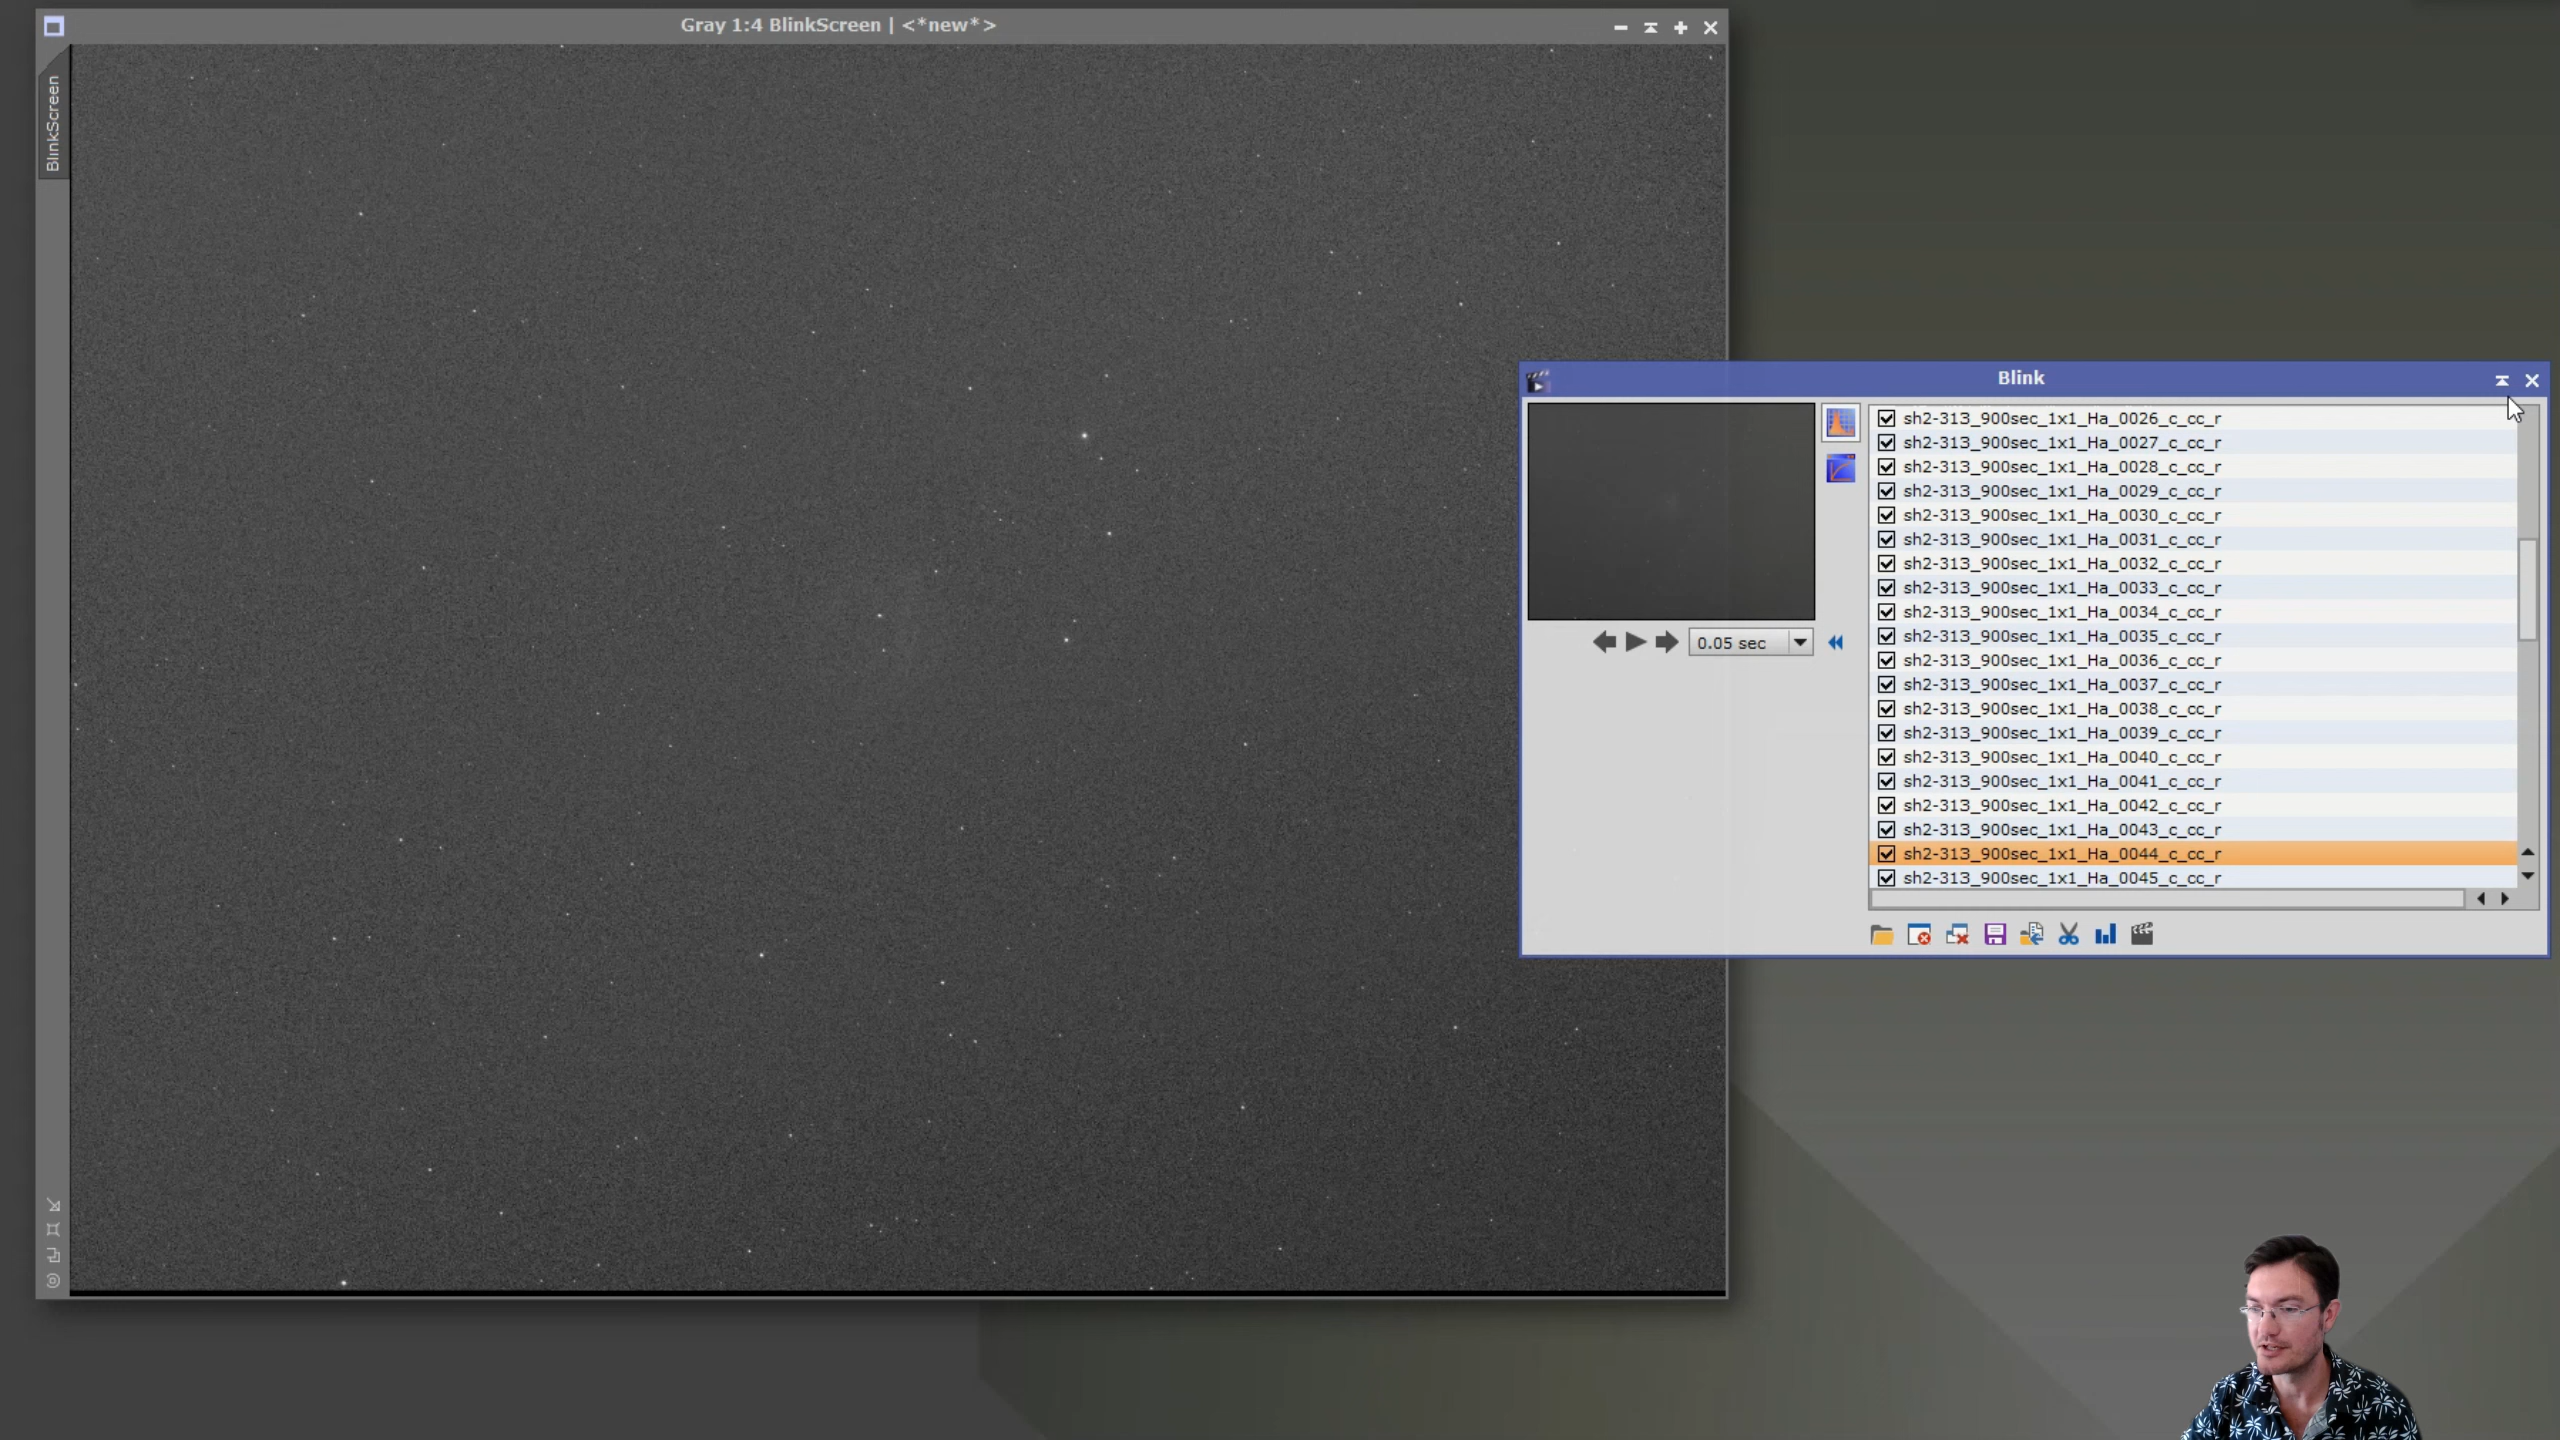 Gray 1:4 BlinkScreen | <*new*>
BlinkScreen
Blink
sh2-313_900sec_1x1_Ha_0026_c_cc_r
sh2-313_900sec_1x1_Ha_0027_c_cc_r
sh2-313_900sec_1x1_Ha_0028_c_cc_r
sh2-313_900sec_1x1_Ha_0029_c_cc_r
sh2-313_900sec_1x1_Ha_0030_c_cc_r
sh2-313_900sec_1x1_Ha_0031_c_cc_r
sh2-313_900sec_1x1_Ha_0032_c_cc_r
sh2-313_900sec_1x1_Ha_0033_c_cc_r
sh2-313_900sec_1x1_Ha_0034_c_cc_r
sh2-313_900sec_1x1_Ha_0035_c_cc_r
sh2-313_900sec_1x1_Ha_0036_c_cc_r
sh2-313_900sec_1x1_Ha_0037_c_cc_r
sh2-313_900sec_1x1_Ha_0038_c_cc_r
sh2-313_900sec_1x1_Ha_0039_c_cc_r
sh2-313_900sec_1x1_Ha_0040_c_cc_r
sh2-313_900sec_1x1_Ha_0041_c_cc_r
sh2-313_900sec_1x1_Ha_0042_c_cc_r
sh2-313_900sec_1x1_Ha_0043_c_cc_r
sh2-313_900sec_1x1_Ha_0044_c_cc_r
sh2-313_900sec_1x1_Ha_0045_c_cc_r
0.05 sec